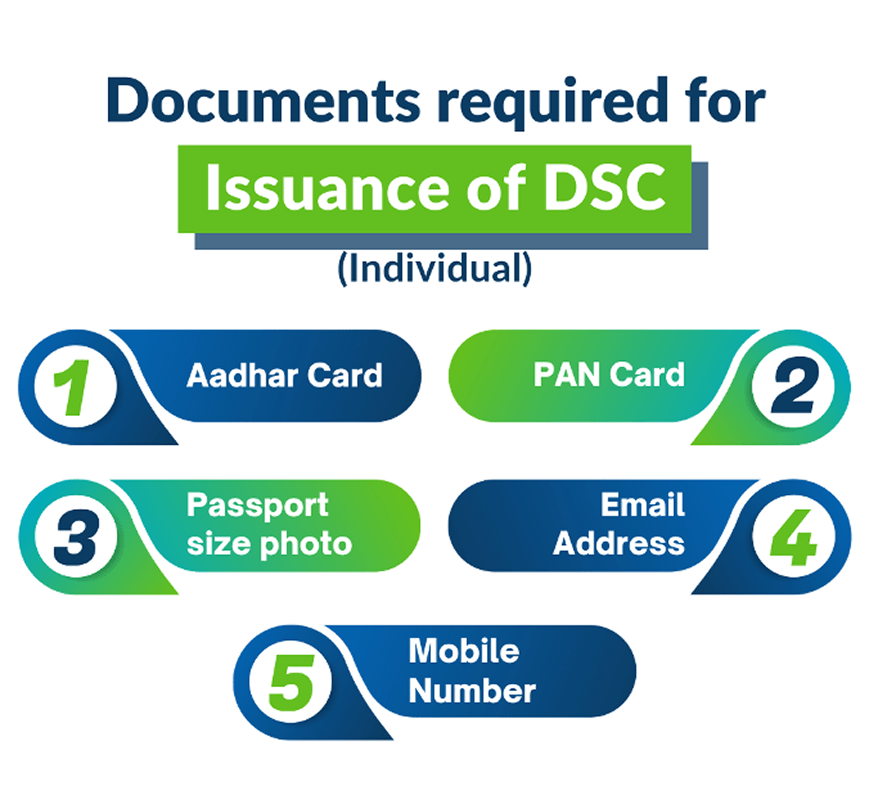 Documents required for
Issuance of DSC
(Individual)
1
Aadhar Card
PAN Card
2
3
Passport
size photo
Email
Address
4
5
Mobile
Number